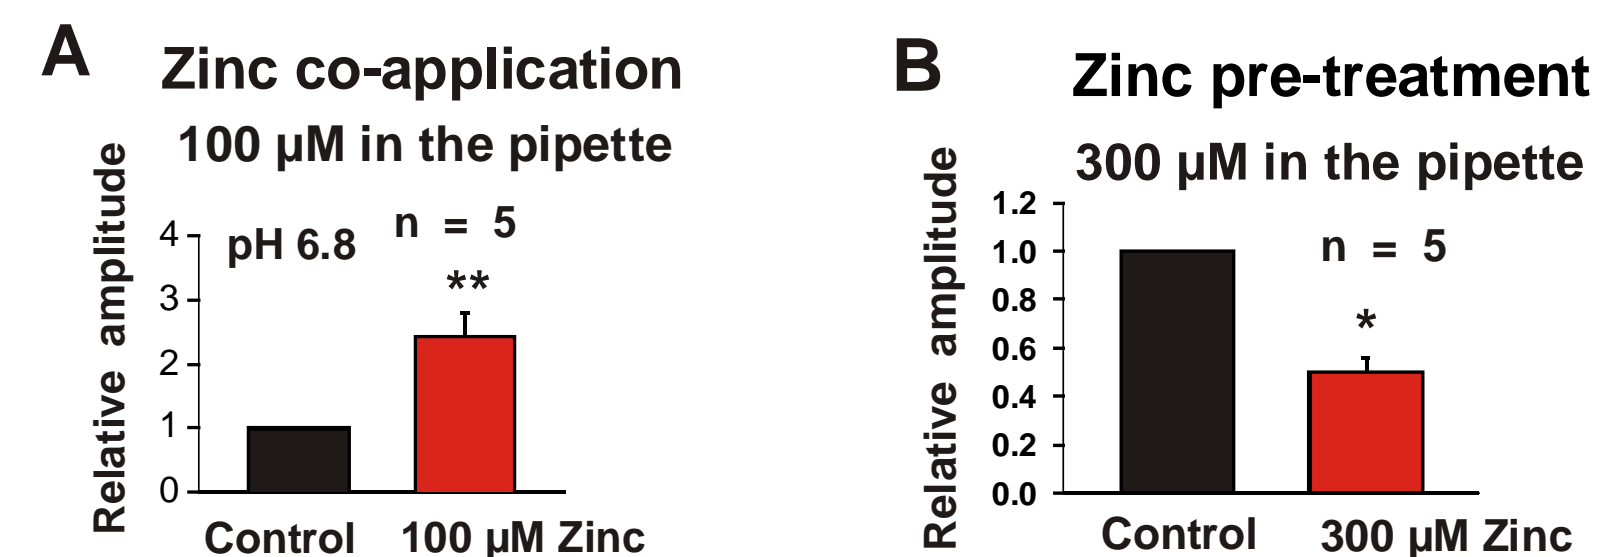 A
Zinc co-application
100 µM in the pipette
Relative amplitude
4
3
2
1
0
pH 6.8
n = 5
**
Control
100 µM Zinc
B
Zinc pre-treatment
300 µM in the pipette
Relative amplitude
1.2
1.0
0.8
0.6
0.4
0.2
0.0
n = 5
*
Control
300 µM Zinc